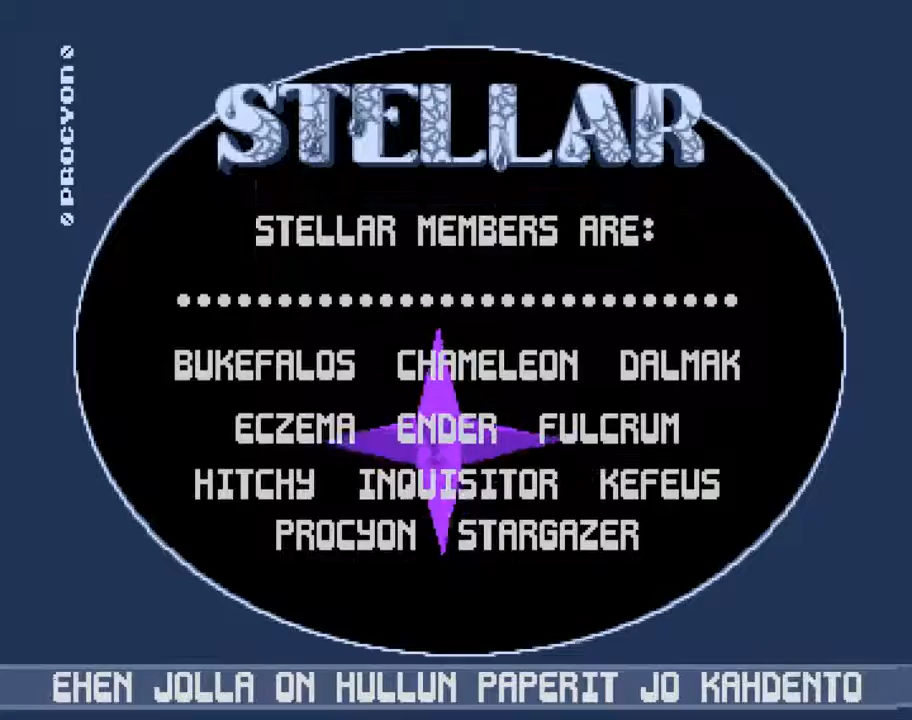 0PROCYON0
STELLAR
STELLAR MEMBERS ARE:
••••••••••••••••••••••••••••
BUKEFALOS CHAMELEON DALMAK
ECZEMA ENDER FULCRUM
HITCHY INQUISITOR KEFEUS
PROCYON STARGAZER
EHEN JOLLA ON HULLUN PAPERIT JO KAHDENTO